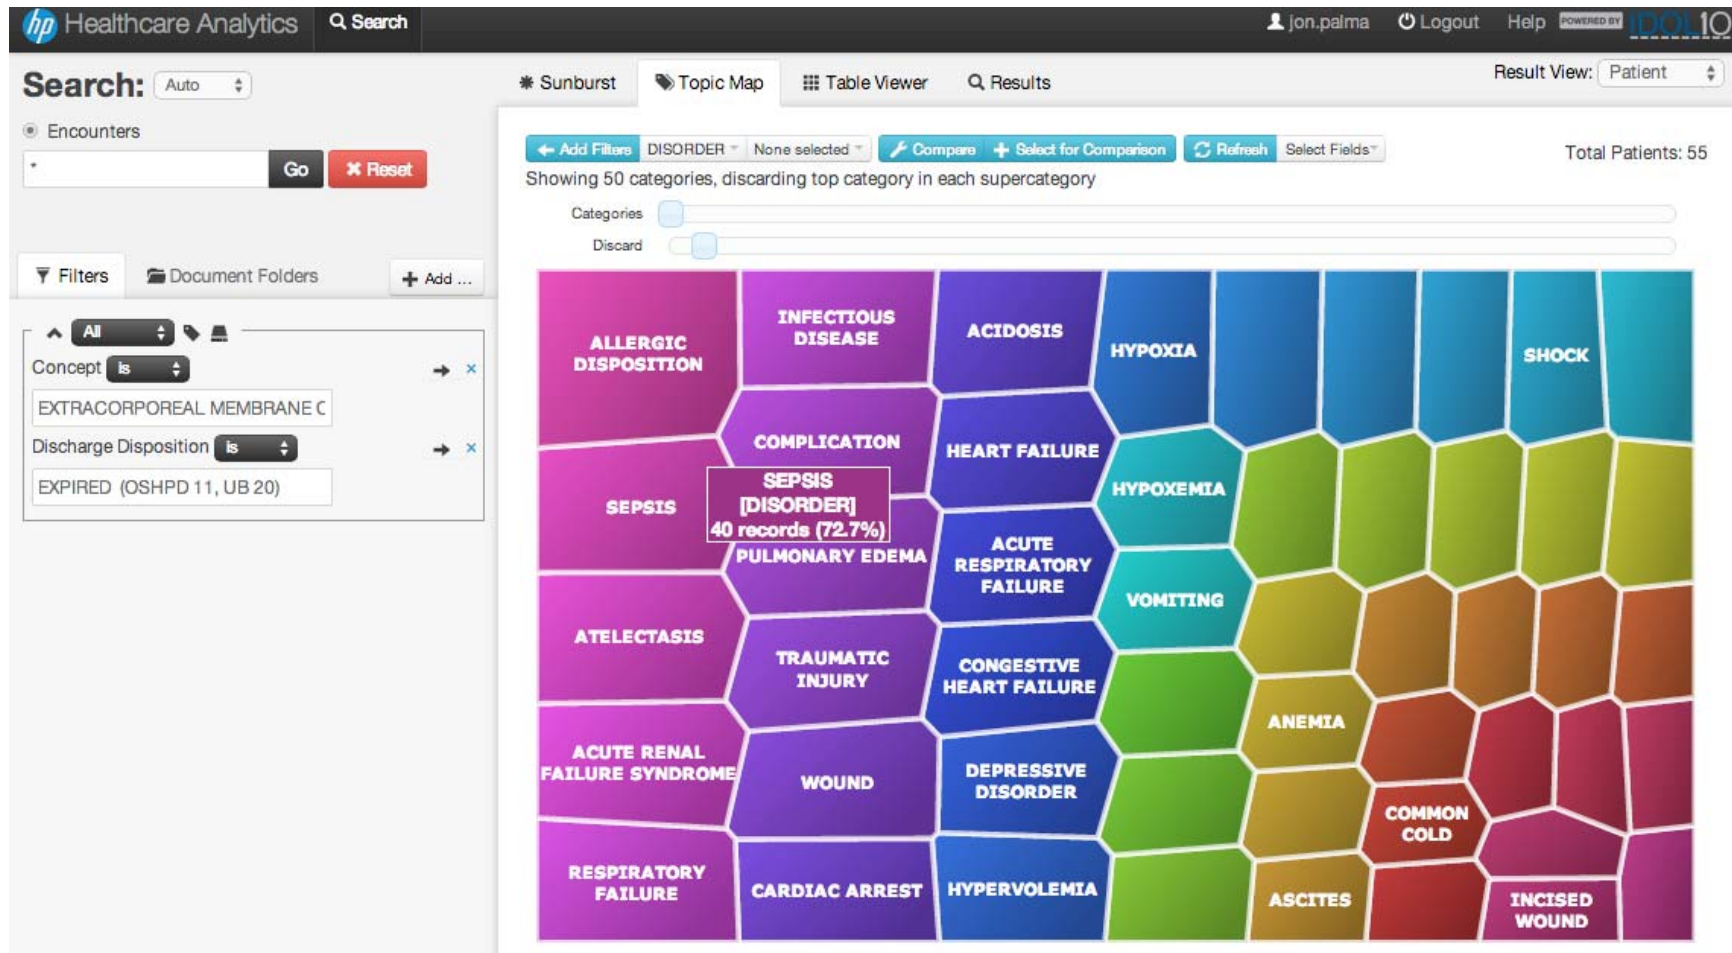 hp Healthcare Analytics Search jon.palma Logout Help POWERED BY IDOL10
Search: Auto
Encounters
*
Go Reset
Filters Document Folders + Add ...
All
Concept is
EXTRACORPOREAL MEMBRANE
Discharge Disposition is
EXPIRED (OSHPD 11, UB 20)
Sunburst Topic Map Table Viewer Results Result View: Patient
Add Filters DISORDER None selected Compare Select for Comparison Refresh Select Fields Total Patients: 55
Showing 50 categories, discarding top category in each supercategory
Categories
Discard
ALLERGIC
DISPOSITION
SEPSIS
ATELECTASIS
ACUTE RENAL
FAILURE SYNDROME
RESPIRATORY
FAILURE
INFECTIOUS
DISEASE
COMPLICATION
SEPSIS
[DISORDER]
40 records (72.7%)
PULMONARY EDEMA
TRAUMATIC
INJURY
WOUND
CARDIAC ARREST
ACIDOSIS
HEART FAILURE
ACUTE
RESPIRATORY
FAILURE
CONGESTIVE
HEART FAILURE
DEPRESSIVE
DISORDER
HYPERVOLEMIA
HYPOXIA
HYPOXEMIA
VOMITING
SHOCK
ANEMIA
COMMON
COLD
ASCITES
INCISED
WOUND